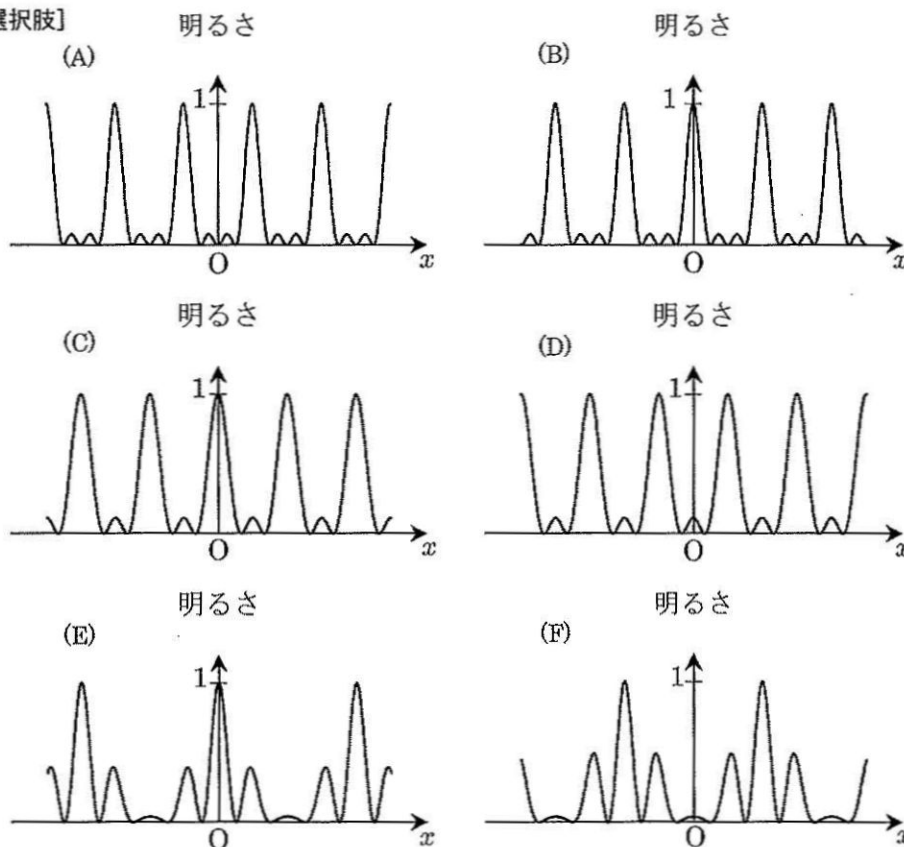 選択肢]
明るさ 明るさ
(A) (B)
1 1
O x O x
明るさ 明るさ
(C) (D)
1 1
O x O x
明るさ 明るさ
(E) (F)
1 1
O x O x